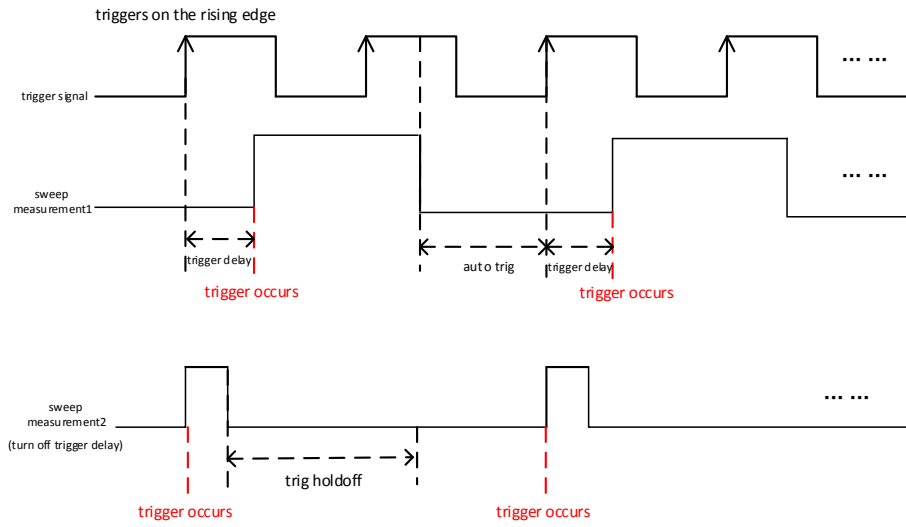 triggers on the rising edge
... ...
trigger signal
... ...
sweep
measurement1
trigger delay
auto trig
trigger delay
trigger occurs
trigger occurs
sweep
measurement2
(turn off trigger delay)
... ...
trig holdoff
trigger occurs
trigger occurs